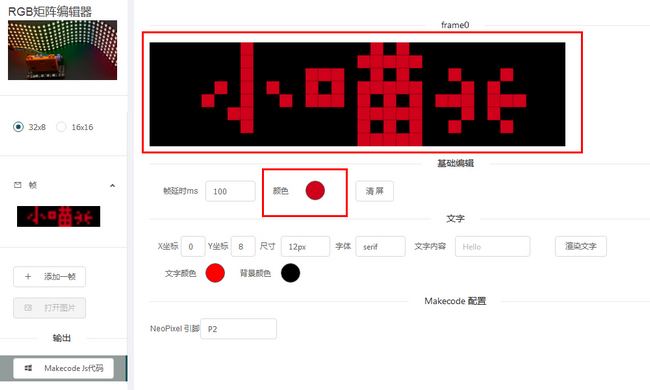 RGB矩阵编辑器
32x8
16x16
帧
小喵
添加一帧
打开图片
输出
Makecode Js代码
frame0
小喵
基础编辑
帧延时ms
100
颜色
清 屏
文字
X坐标
0
Y坐标
8
尺寸
12px
字体
serif
文字内容
Hello
渲染文字
文字颜色
背景颜色
Makecode 配置
NeoPixel 引脚
P2